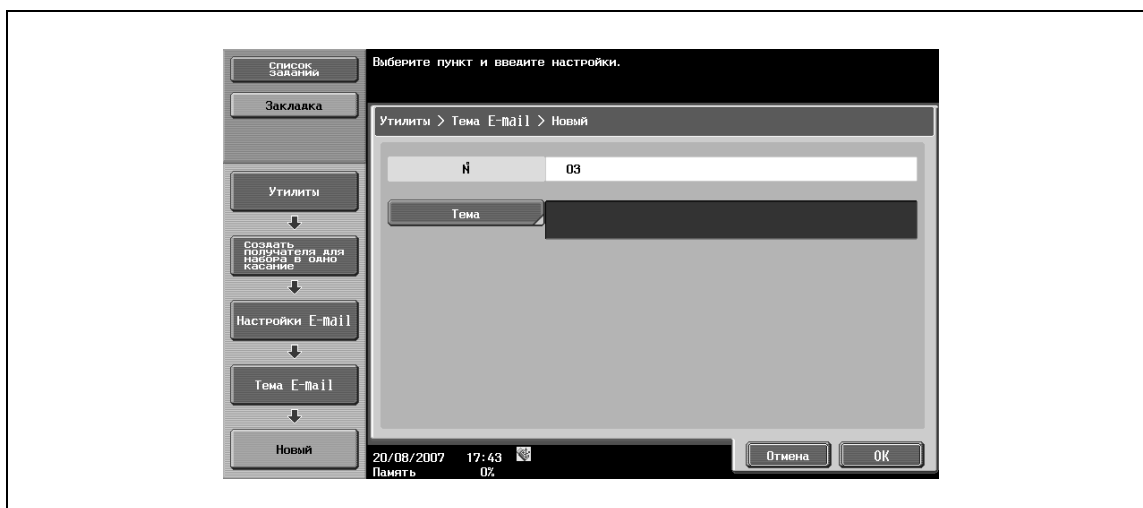 Список
заданий
Закладка
Утилиты
Создать
получателя для
набора в одно
касание
Настройки E-mail
Тема E-mail
Новый
Выберите пункт и введите настройки.
Утилиты > Тема E-mail > Новый
№ 03
Тема
20/08/2007 17:43
Память 0%
Отмена OK